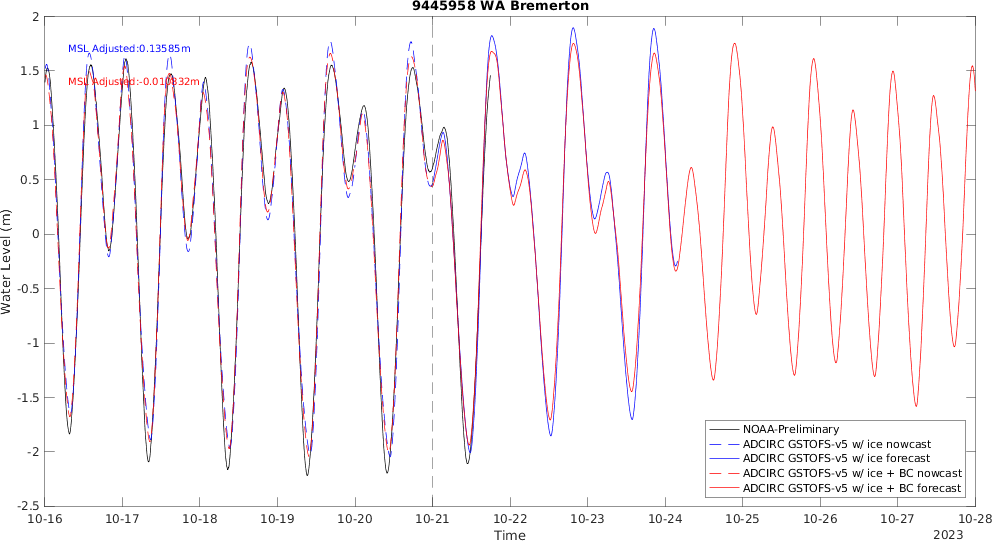 9445958 WA Bremerton
MSL Adjusted:0.13585m
MSL Adjusted:-0.010832m
2
1.5
1
0.5
0
-0.5
-1
-1.5
-2
-2.5
Water Level (m)
NOAA-Preliminary
ADCIRC GSTOFS-v5 w/ ice nowcast
ADCIRC GSTOFS-v5 w/ ice forecast
ADCIRC GSTOFS-v5 w/ ice + BC nowcast
ADCIRC GSTOFS-v5 w/ ice + BC forecast
10-16 10-17 10-18 10-19 10-20 10-21 10-22 10-23 10-24 10-25 10-26 10-27 10-28
Time
2023